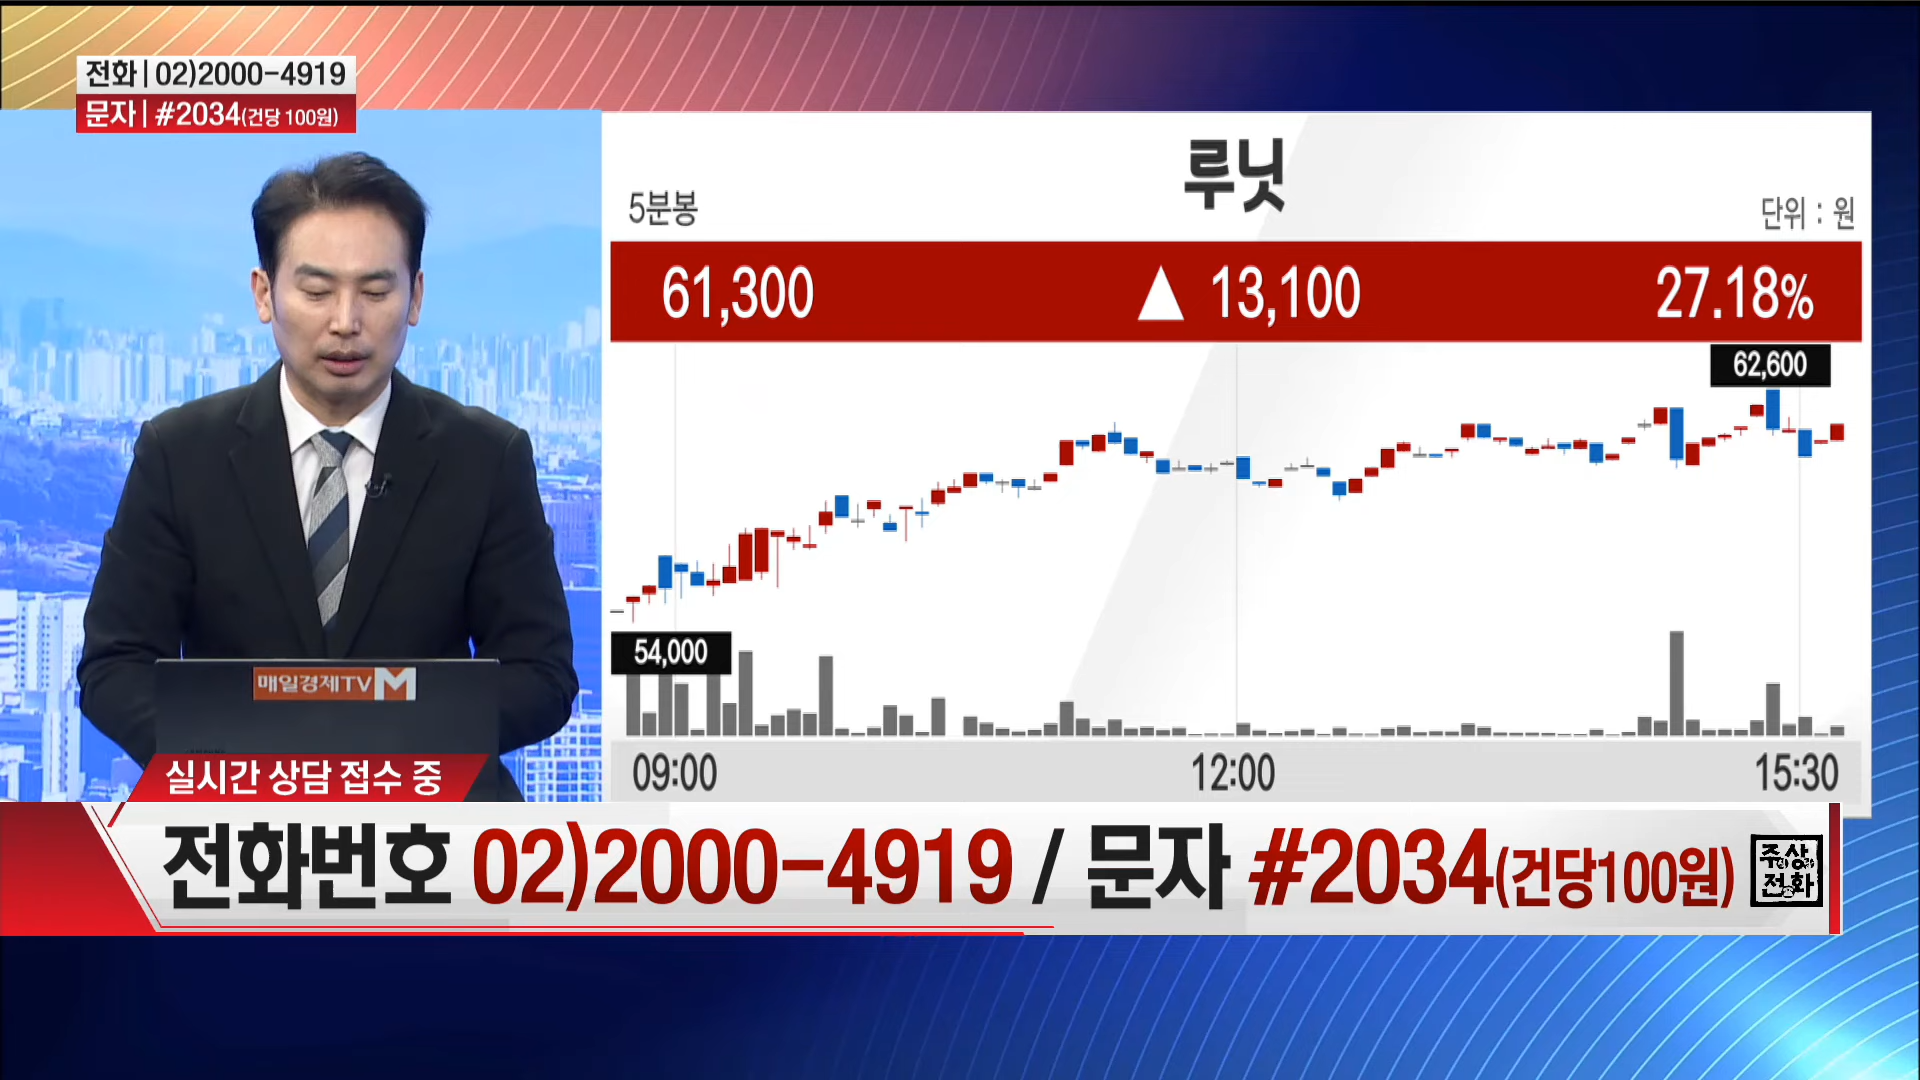 전화 | 02)2000-4919
문자 | #2034(건당 100원)
루닛
5분봉
단위 : 원
61,300 ▲ 13,100 27.18%
62,600
54,000
09:00 12:00 15:30
매일경제TV M
실시간 상담 접수 중
전화번호 02)2000-4919 / 문자 #2034(건당100원)
주상
전화